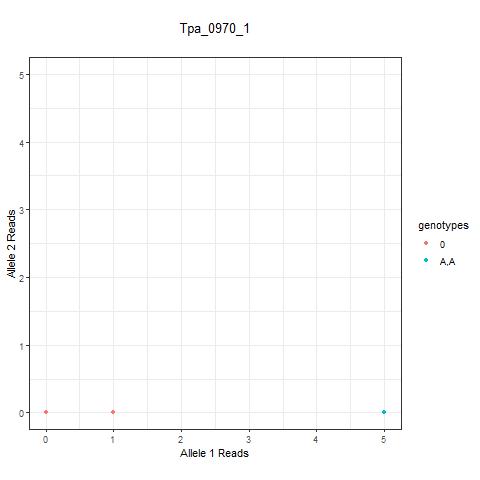 Tpa_0970_1
5
4
3
2
1
0
Allele 2 Reads
0 1 2 3 4 5
Allele 1 Reads
genotypes
0
A,A